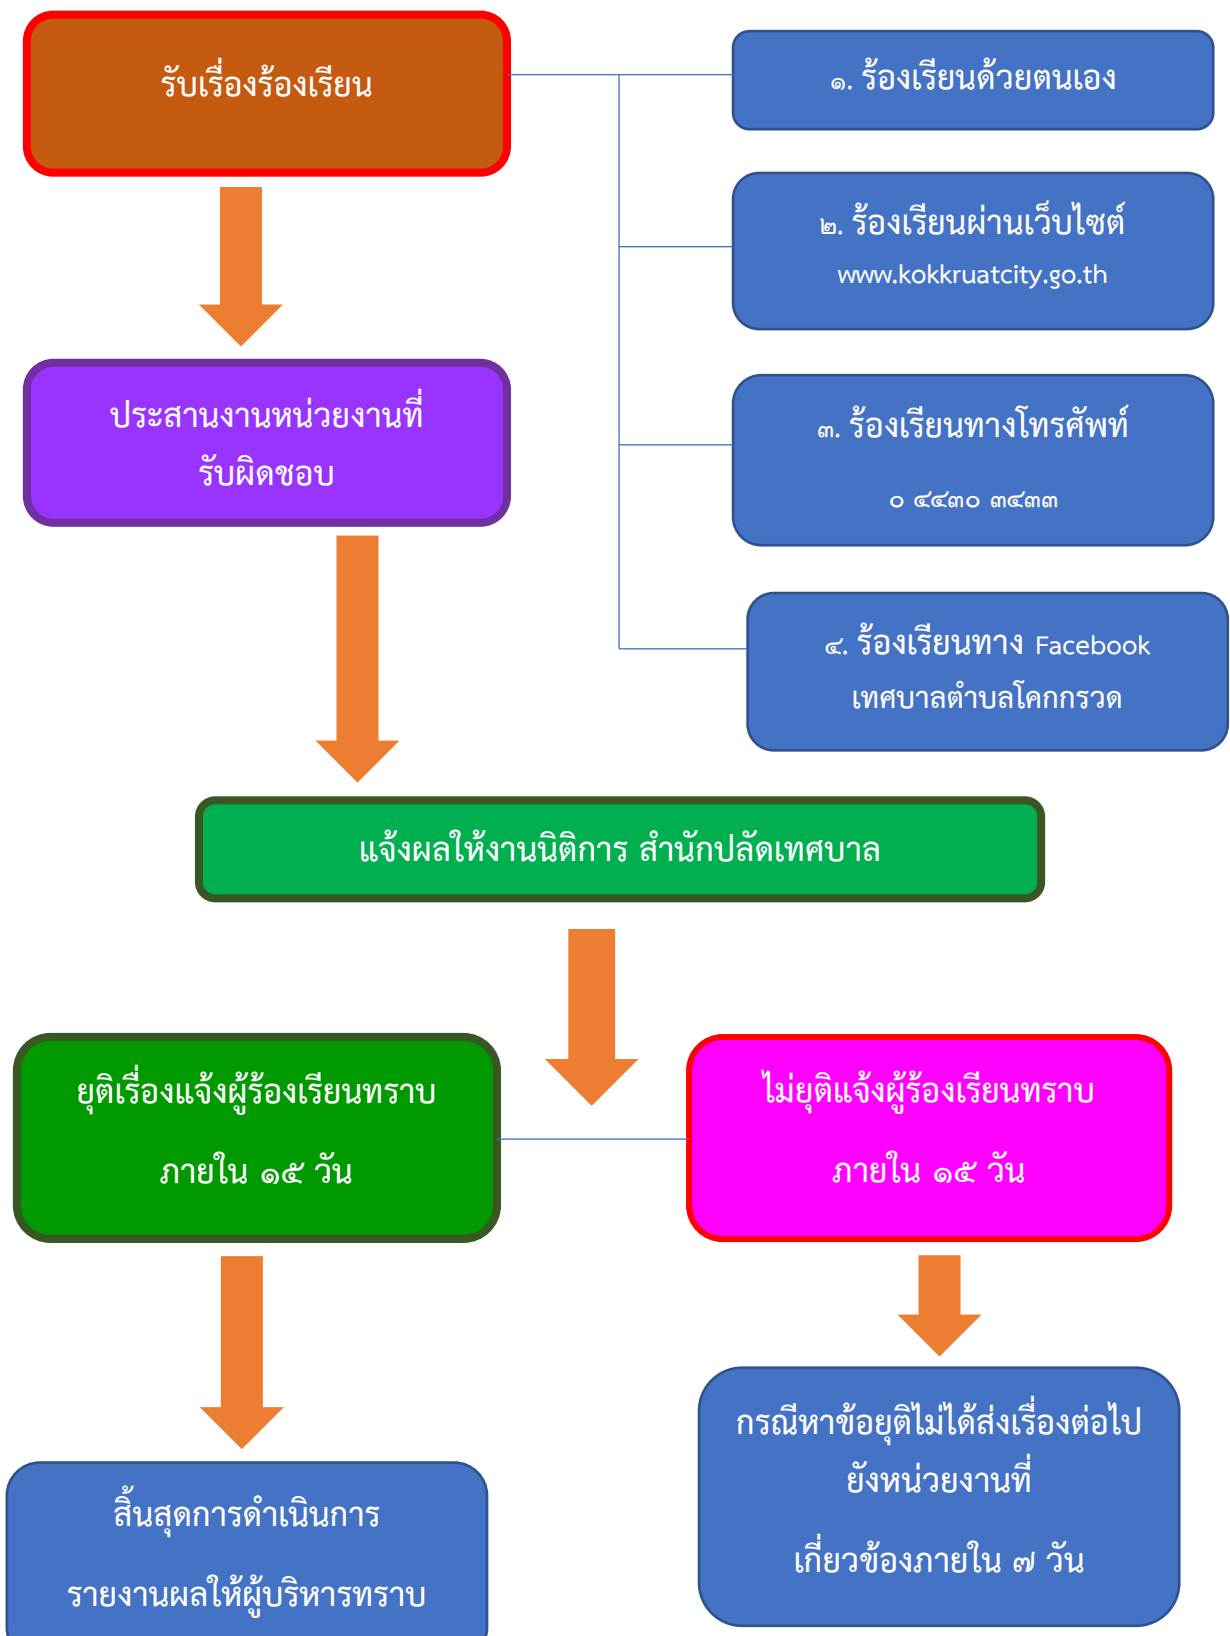 รับเรื่องร้องเรียน
๑. ร้องเรียนด้วยตนเอง
๒. ร้องเรียนผ่านเว็บไซต์
www.kokkruatcity.go.th
๓. ร้องเรียนทางโทรศัพท์
๐ ๔๔๓๐ ๓๔๓๓
๔. ร้องเรียนทาง Facebook
เทศบาลตำบลโคกกรวด
ประสานงานหน่วยงานที่
รับผิดชอบ
แจ้งผลให้งานนิติการ สำนักปลัดเทศบาล
ยุติเรื่องแจ้งผู้ร้องเรียนทราบ
ภายใน ๑๕ วัน
ไม่ยุติแจ้งผู้ร้องเรียนทราบ
ภายใน ๑๕ วัน
สิ้นสุดการดำเนินการ
รายงานผลให้ผู้บริหารทราบ
กรณีหาข้อยุติไม่ได้ส่งเรื่องต่อไป
ยังหน่วยงานที่
เกี่ยวข้องภายใน ๗ วัน